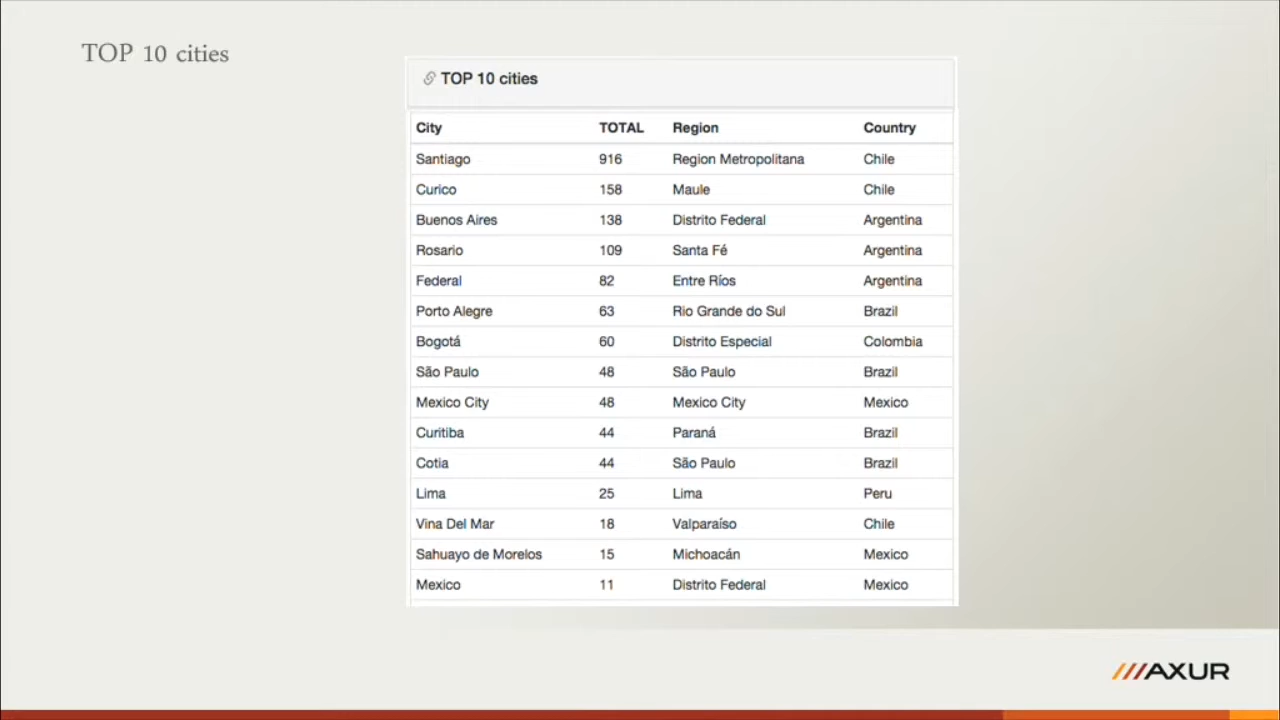 TOP 10 cities
TOP 10 cities
City TOTAL Region Country
Santiago 916 Region Metropolitana Chile
Curico 158 Maule Chile
Buenos Aires 138 Distrito Federal Argentina
Rosario 109 Santa Fé Argentina
Federal 82 Entre Ríos Argentina
Porto Alegre 63 Rio Grande do Sul Brazil
Bogotá 60 Distrito Especial Colombia
São Paulo 48 São Paulo Brazil
Mexico City 48 Mexico City Mexico
Curitiba 44 Paraná Brazil
Cotia 44 São Paulo Brazil
Lima 25 Lima Peru
Vina Del Mar 18 Valparaíso Chile
Sahuayo de Morelos 15 Michoacán Mexico
Mexico 11 Distrito Federal Mexico
AXUR